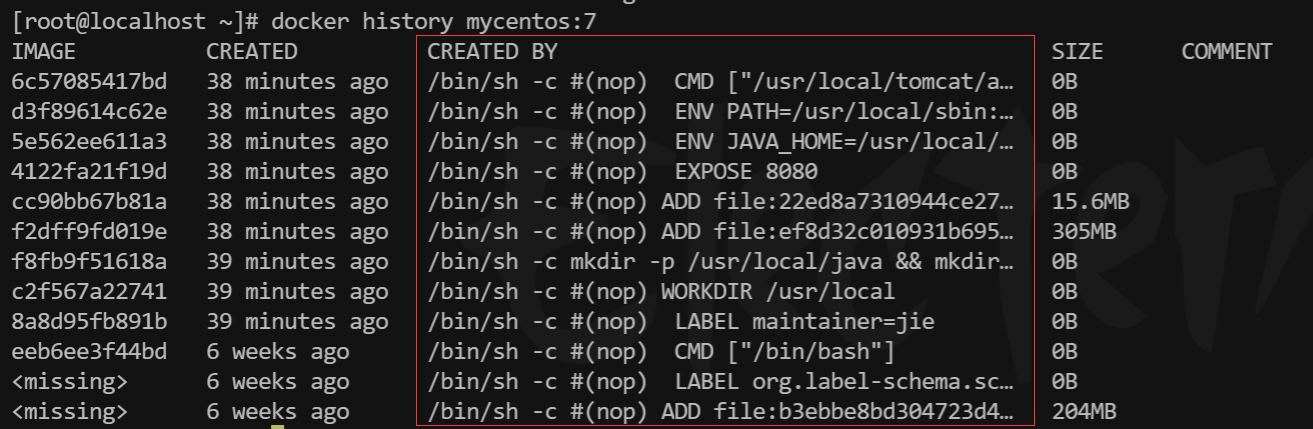 [root@localhost ~]# docker history mycentos:7
IMAGE CREATED CREATED BY SIZE COMMENT
6c57085417bd 38 minutes ago /bin/sh -c #(nop) CMD ["/usr/local/tomcat/a… 0B
d3f89614c62e 38 minutes ago /bin/sh -c #(nop) ENV PATH=/usr/local/sbin:… 0B
5e562ee611a3 38 minutes ago /bin/sh -c #(nop) ENV JAVA_HOME=/usr/local/… 0B
4122fa21f19d 38 minutes ago /bin/sh -c #(nop) EXPOSE 8080 0B
cc90bb67b81a 38 minutes ago /bin/sh -c #(nop) ADD file:22ed8a7310944ce27… 15.6MB
f2dff9fd019e 38 minutes ago /bin/sh -c #(nop) ADD file:ef8d32c010931b695… 305MB
f8fb9f51618a 39 minutes ago /bin/sh -c mkdir -p /usr/local/java && mkdir… 0B
c2f567a22741 39 minutes ago /bin/sh -c #(nop) WORKDIR /usr/local 0B
8a8d95fb891b 39 minutes ago /bin/sh -c #(nop) LABEL maintainer=jie 0B
eeb6ee3f44bd 6 weeks ago /bin/sh -c #(nop) CMD ["/bin/bash"] 0B
<missing> 6 weeks ago /bin/sh -c #(nop) LABEL org.label-schema.sc… 0B
<missing> 6 weeks ago /bin/sh -c #(nop) ADD file:b3ebbe8bd304723d4… 204MB